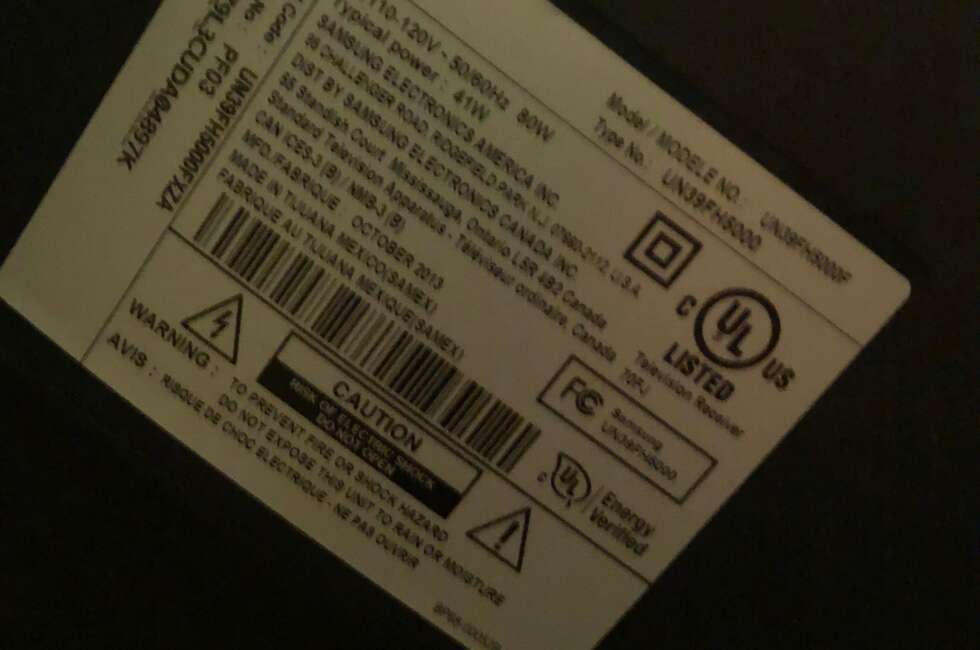 Model / MODELE NO.: UN39FH5000F
Type No.: UN39FH5000
110-120V - 50/60Hz 80W
Typical power: 41W
SAMSUNG ELECTRONICS AMERICA INC
85 CHALLENGER ROAD, RIDGEFIELD PARK N.J. 07660-2112, U.S.A.
DIST BY SAMSUNG ELECTRONICS CANADA INC.
55 Standish Court Mississauga, Ontario L5R 4B2 Canada
Standard Television Apparatus, Téléviseur ordinaire, Canada
CAN ICES-3 (B) / NMB-3 (B)
MFD/FABRIQUÉ: OCTOBER 2013
MADE IN TIJUANA MEXICO(SAMEX)
FABRIQUE AU TIJUANA MEXIQUE(SAMEX)
C UL US
LISTED
70FJ
Television Receiver
FC Samsung
UN39FH5000
c UL / Energy
Verified
No: PF03
Code: UN39FH5000FXZA
3CUDA04897K
CAUTION
RISK OF ELECTRIC SHOCK
DO NOT OPEN
WARNING: TO PREVENT FIRE OR SHOCK HAZARD
DO NOT EXPOSE THIS UNIT TO RAIN OR MOISTURE
AVIS: RISQUE DE CHOC ELECTRIQUE - NE PAS OUVRIR